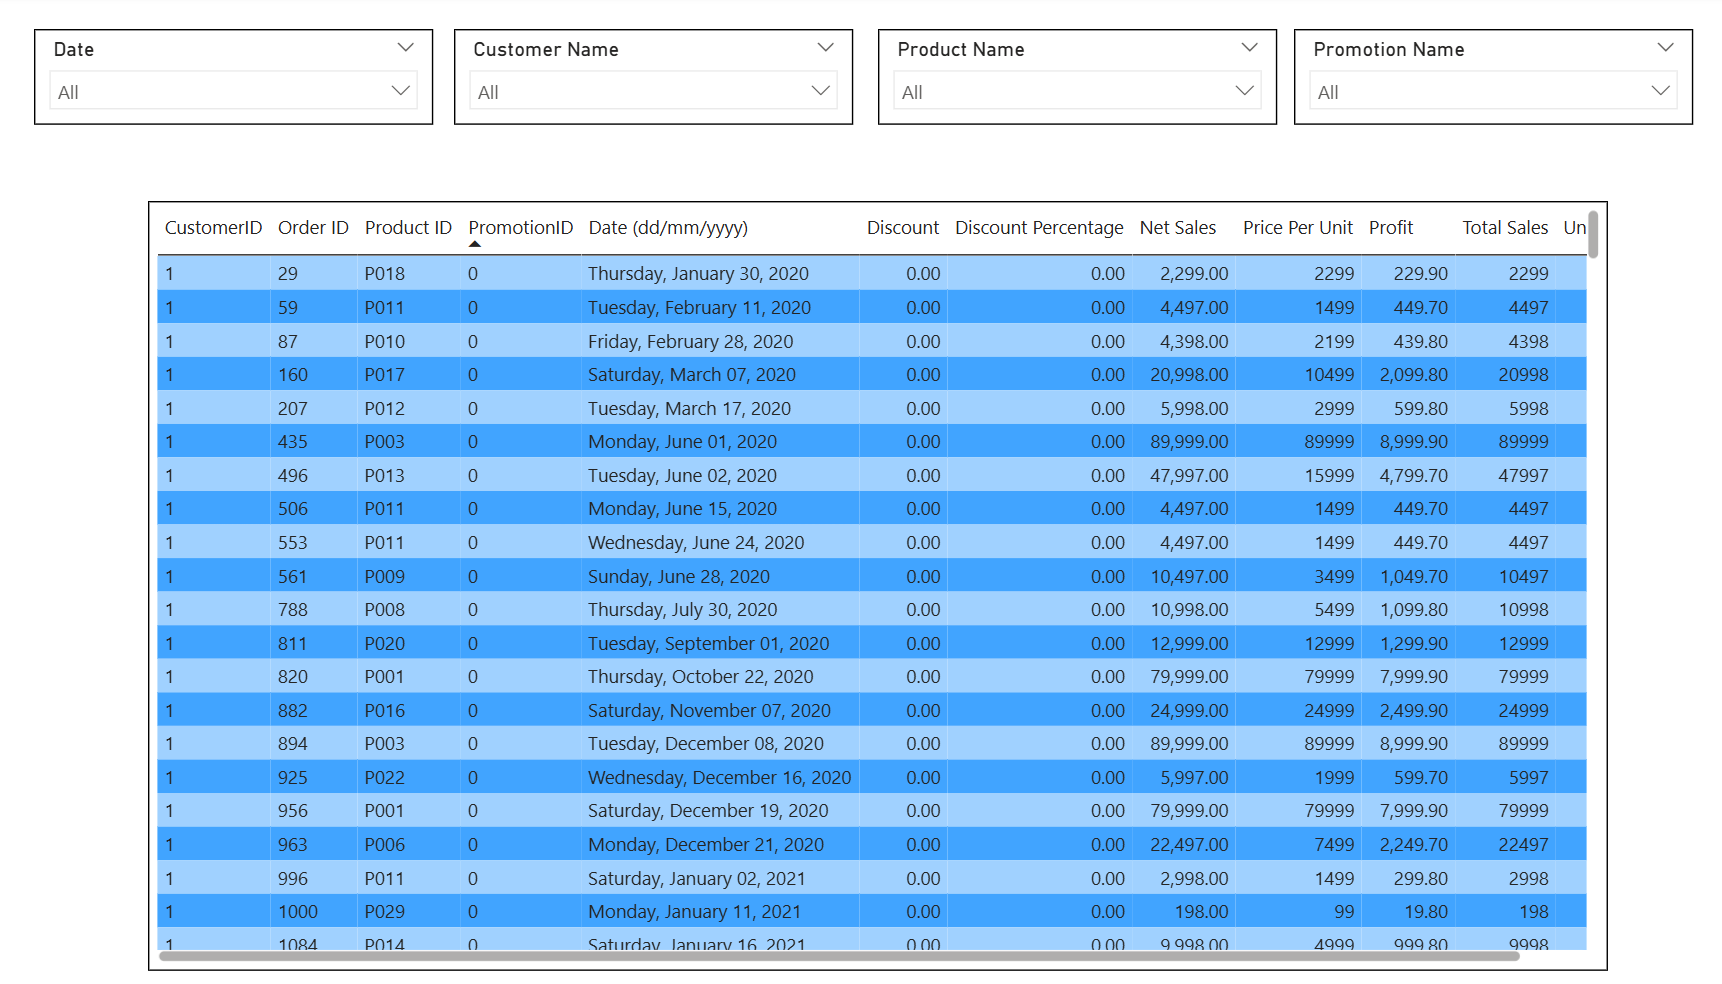 Date Customer Name Product Name Promotion Name
All All All All
CustomerID Order ID Product ID PromotionID Date (dd/mm/yyyy) Discount Discount Percentage Net Sales Price Per Unit Profit Total Sales Un
1 29 P018 0 Thursday, January 30, 2020 0.00 0.00 2,299.00 2299 229.90 2299
1 59 P011 0 Tuesday, February 11, 2020 0.00 0.00 4,497.00 1499 449.70 4497
1 87 P010 0 Friday, February 28, 2020 0.00 0.00 4,398.00 2199 439.80 4398
1 160 P017 0 Saturday, March 07, 2020 0.00 0.00 20,998.00 10499 2,099.80 20998
1 207 P012 0 Tuesday, March 17, 2020 0.00 0.00 5,998.00 2999 599.80 5998
1 435 P003 0 Monday, June 01, 2020 0.00 0.00 89,999.00 89999 8,999.90 89999
1 496 P013 0 Tuesday, June 02, 2020 0.00 0.00 47,997.00 15999 4,799.70 47997
1 506 P011 0 Monday, June 15, 2020 0.00 0.00 4,497.00 1499 449.70 4497
1 553 P011 0 Wednesday, June 24, 2020 0.00 0.00 4,497.00 1499 449.70 4497
1 561 P009 0 Sunday, June 28, 2020 0.00 0.00 10,497.00 3499 1,049.70 10497
1 788 P008 0 Thursday, July 30, 2020 0.00 0.00 10,998.00 5499 1,099.80 10998
1 811 P020 0 Tuesday, September 01, 2020 0.00 0.00 12,999.00 12999 1,299.90 12999
1 820 P001 0 Thursday, October 22, 2020 0.00 0.00 79,999.00 79999 7,999.90 79999
1 882 P016 0 Saturday, November 07, 2020 0.00 0.00 24,999.00 24999 2,499.90 24999
1 894 P003 0 Tuesday, December 08, 2020 0.00 0.00 89,999.00 89999 8,999.90 89999
1 925 P022 0 Wednesday, December 16, 2020 0.00 0.00 5,997.00 1999 599.70 5997
1 956 P001 0 Saturday, December 19, 2020 0.00 0.00 79,999.00 79999 7,999.90 79999
1 963 P006 0 Monday, December 21, 2020 0.00 0.00 22,497.00 7499 2,249.70 22497
1 996 P011 0 Saturday, January 02, 2021 0.00 0.00 2,998.00 1499 299.80 2998
1 1000 P029 0 Monday, January 11, 2021 0.00 0.00 198.00 99 19.80 198
1 1084 P014 0 Saturday, January 16, 2021 0.00 0.00 9,998.00 4999 999.80 9998